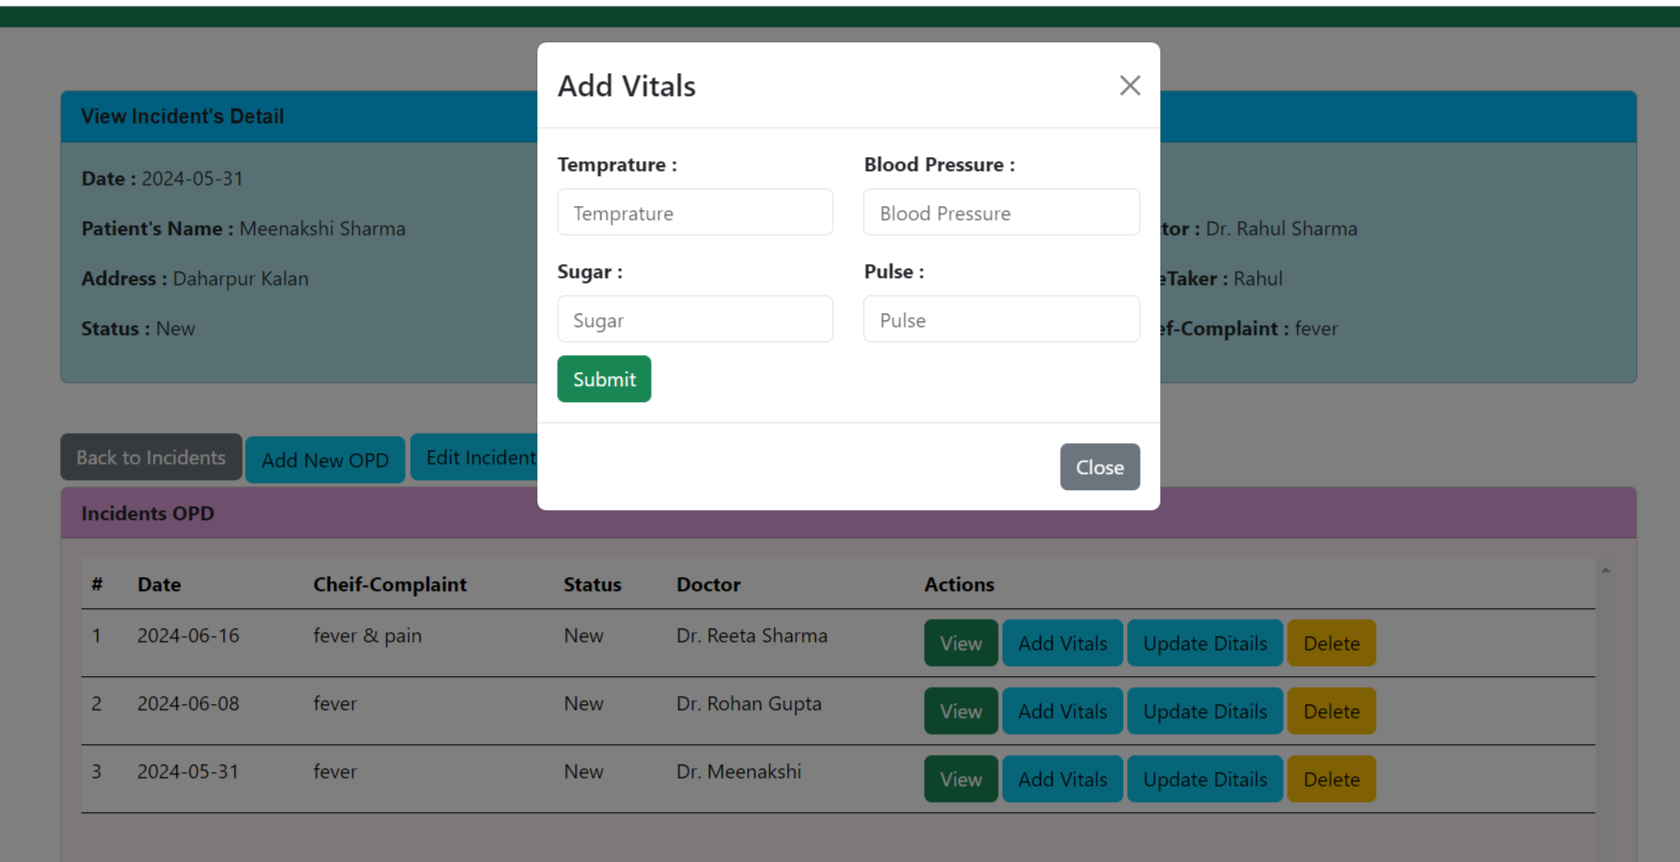 Add Vitals
Temprature :
Blood Pressure :
Temprature
Blood Pressure
Sugar :
Pulse :
Sugar
Pulse
Submit
Close
View Incident's Detail
Date : 2024-05-31
Patient's Name : Meenakshi Sharma
tor : Dr. Rahul Sharma
Address : Daharpur Kalan
eTaker : Rahul
Status : New
ef-Complaint : fever
Back to Incidents
Add New OPD
Edit Incident
Incidents OPD
# Date Cheif-Complaint Status Doctor Actions
1 2024-06-16 fever & pain New Dr. Reeta Sharma View Add Vitals Update Ditails Delete
2 2024-06-08 fever New Dr. Rohan Gupta View Add Vitals Update Ditails Delete
3 2024-05-31 fever New Dr. Meenakshi View Add Vitals Update Ditails Delete